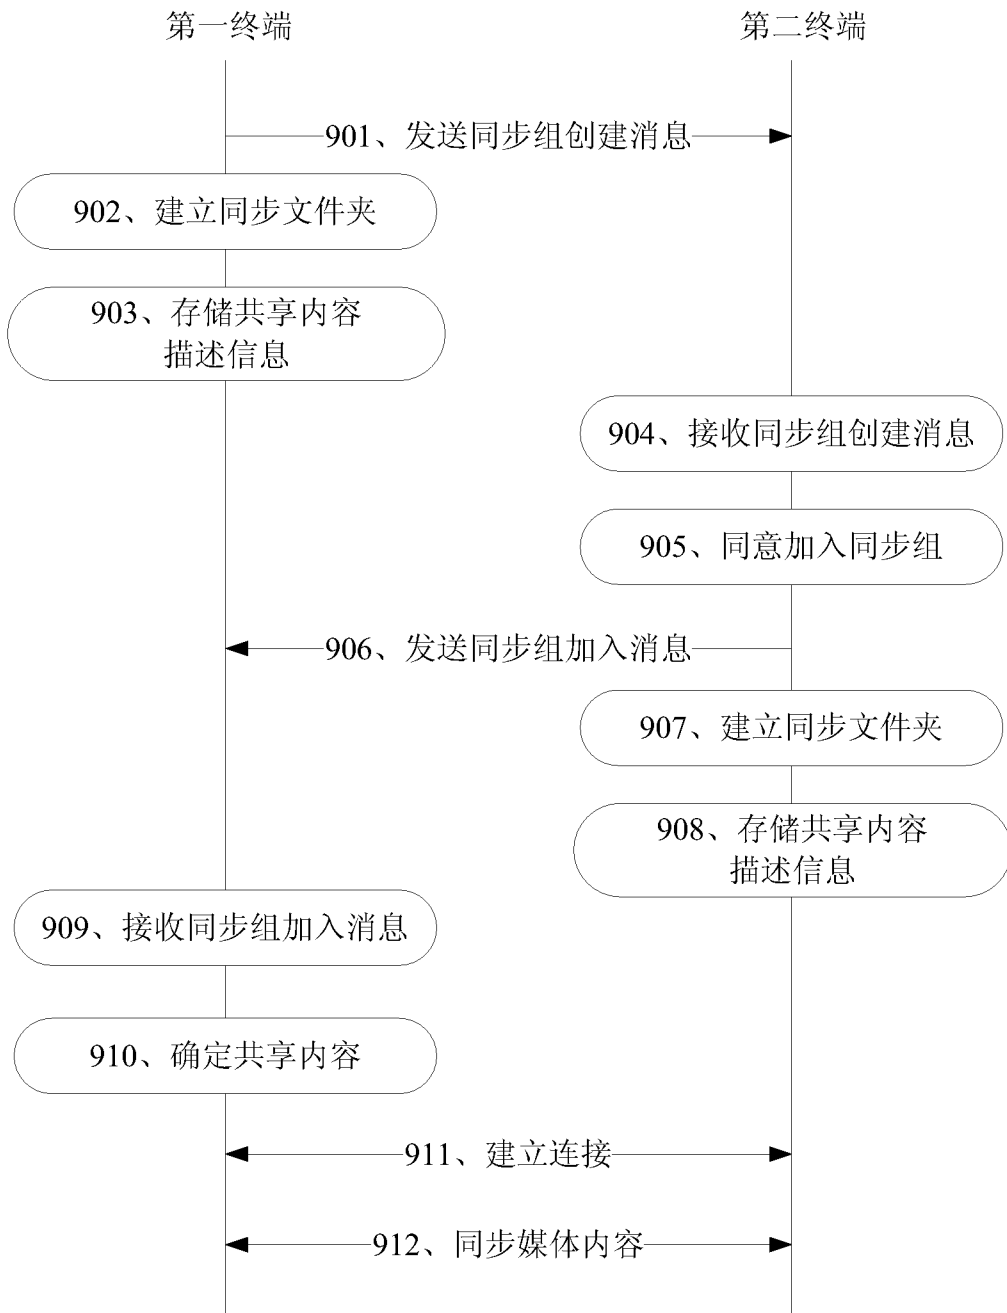 第一终端
第二终端
901、发送同步组创建消息
902、建立同步文件夹
903、存储共享内容
描述信息
904、接收同步组创建消息
905、同意加入同步组
906、发送同步组加入消息
907、建立同步文件夹
908、存储共享内容
描述信息
909、接收同步组加入消息
910、确定共享内容
911、建立连接
912、同步媒体内容